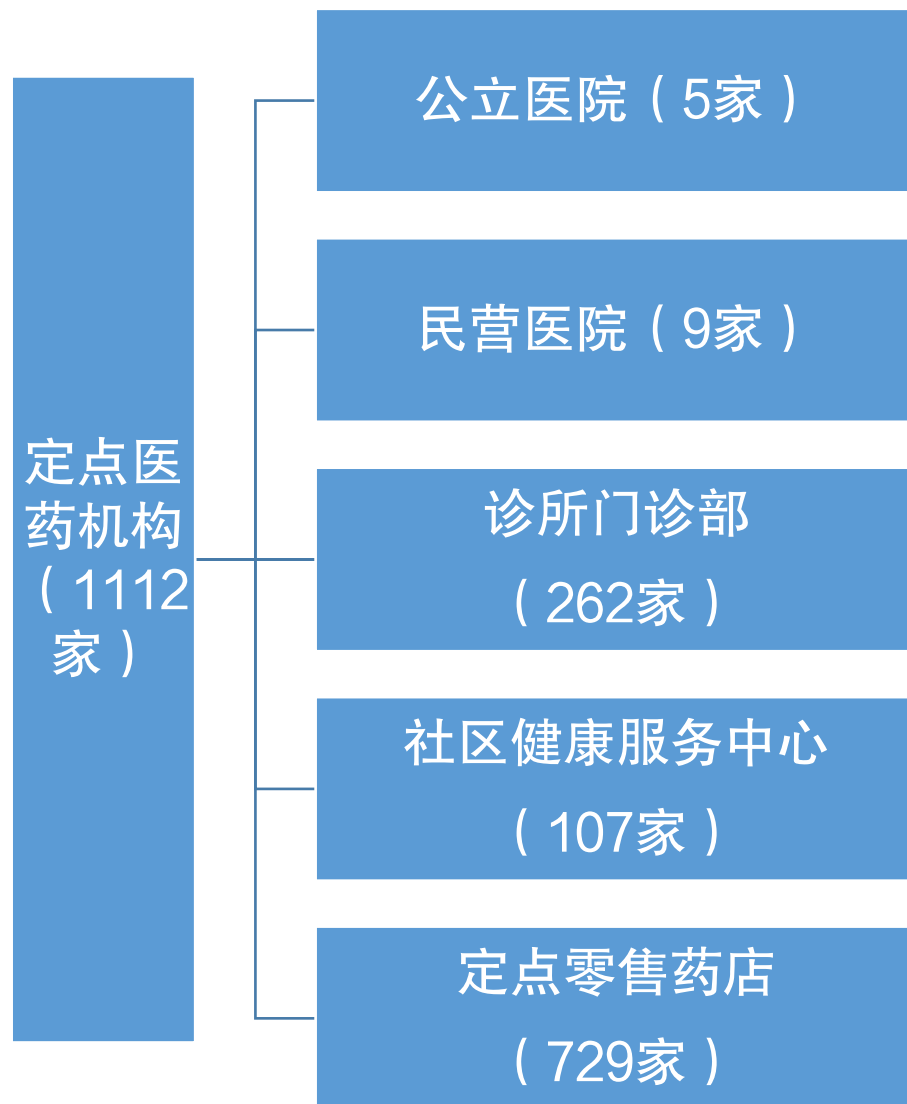 定点医
药机构
（1112
家）
公立医院（5家）
民营医院（9家）
诊所门诊部
（262家）
社区健康服务中心
（107家）
定点零售药店
（729家）